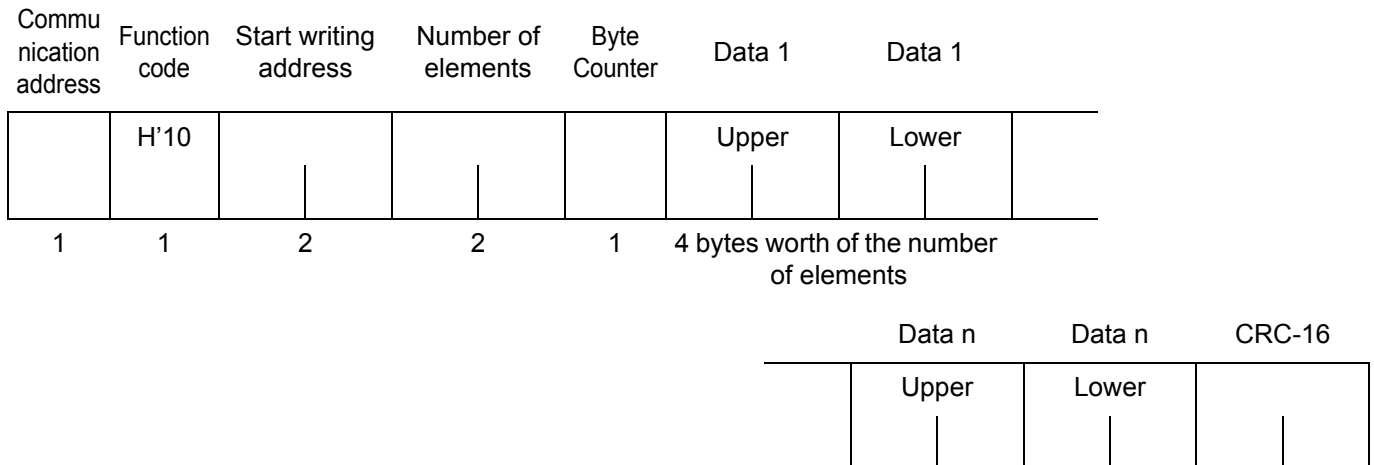 Commu
nication
address
Function
code
Start writing
address
Number of
elements
Byte
Counter
Data 1
Data 1
H'10
Upper
Lower
1
1
2
2
1
4 bytes worth of the number
of elements
Data n
Data n
CRC-16
Upper
Lower